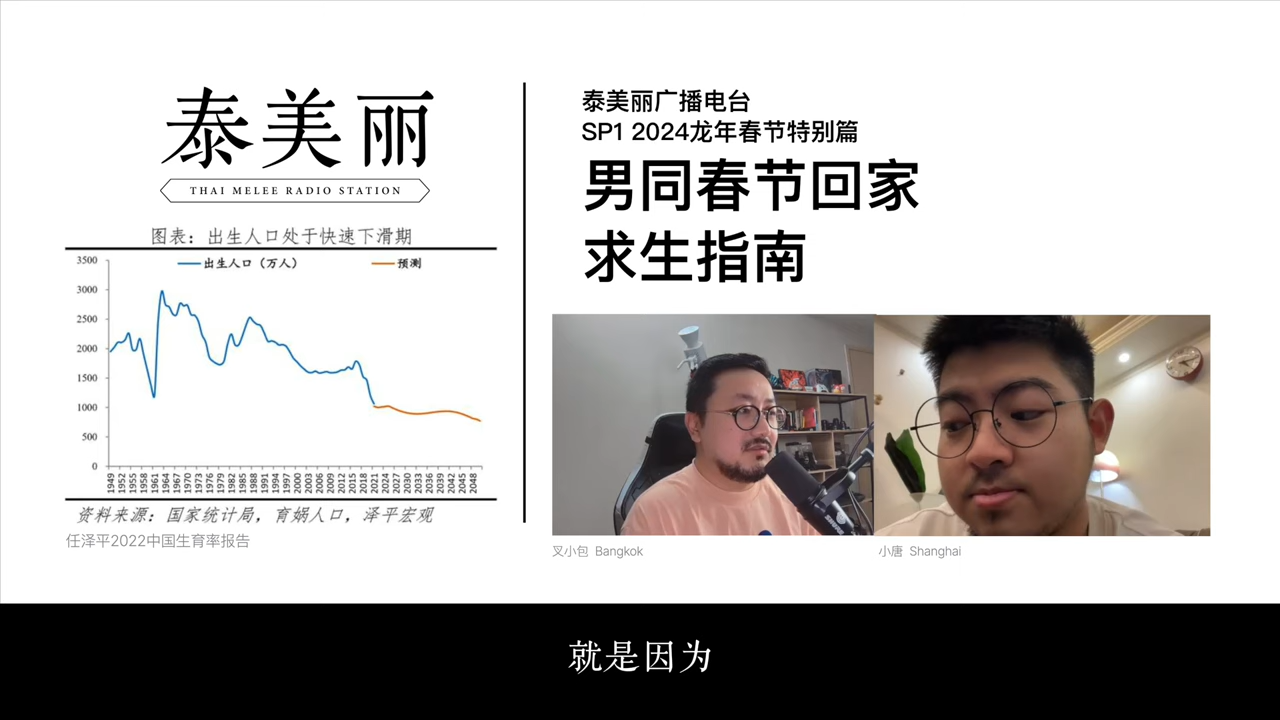 泰美丽
THAI MELEE RADIO STATION
图表：出生人口处于快速下滑期
出生人口（万人）
预测
3500
3000
2500
2000
1500
1000
500
0
1949 1952 1955 1958 1961 1964 1967 1970 1973 1976 1979 1982 1985 1988 1991 1994 1997 2000 2003 2006 2009 2012 2015 2018 2021 2024 2027 2030 2033 2036 2039 2042 2045 2048
资料来源：国家统计局，育娲人口，泽平宏观
任泽平2022中国生育率报告
泰美丽广播电台
SP1 2024龙年春节特别篇
男同春节回家
求生指南
叉小包 Bangkok
小唐 Shanghai
就是因为